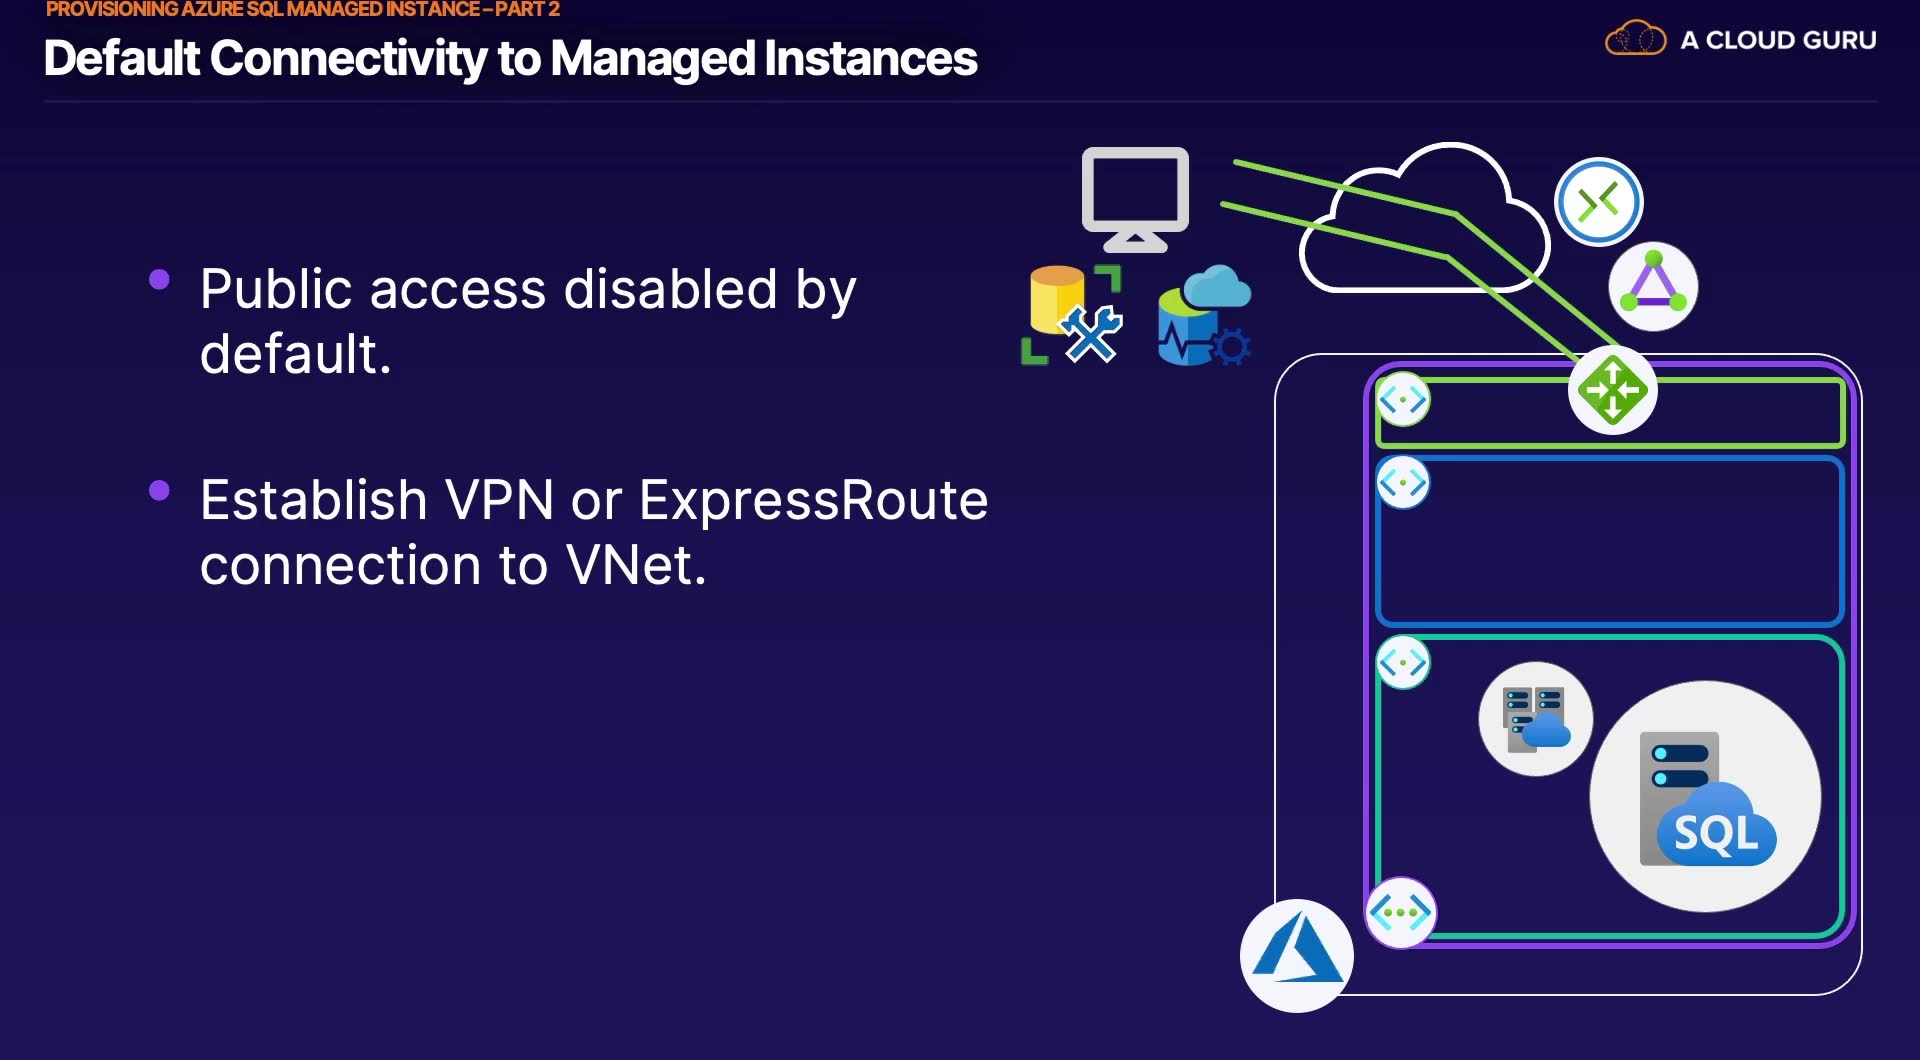 PROVISIONING AZURE SQL MANAGED INSTANCE – PART 2
Default Connectivity to Managed Instances
A CLOUD GURU
Public access disabled by
default.
Establish VPN or ExpressRoute
connection to VNet.
SQL